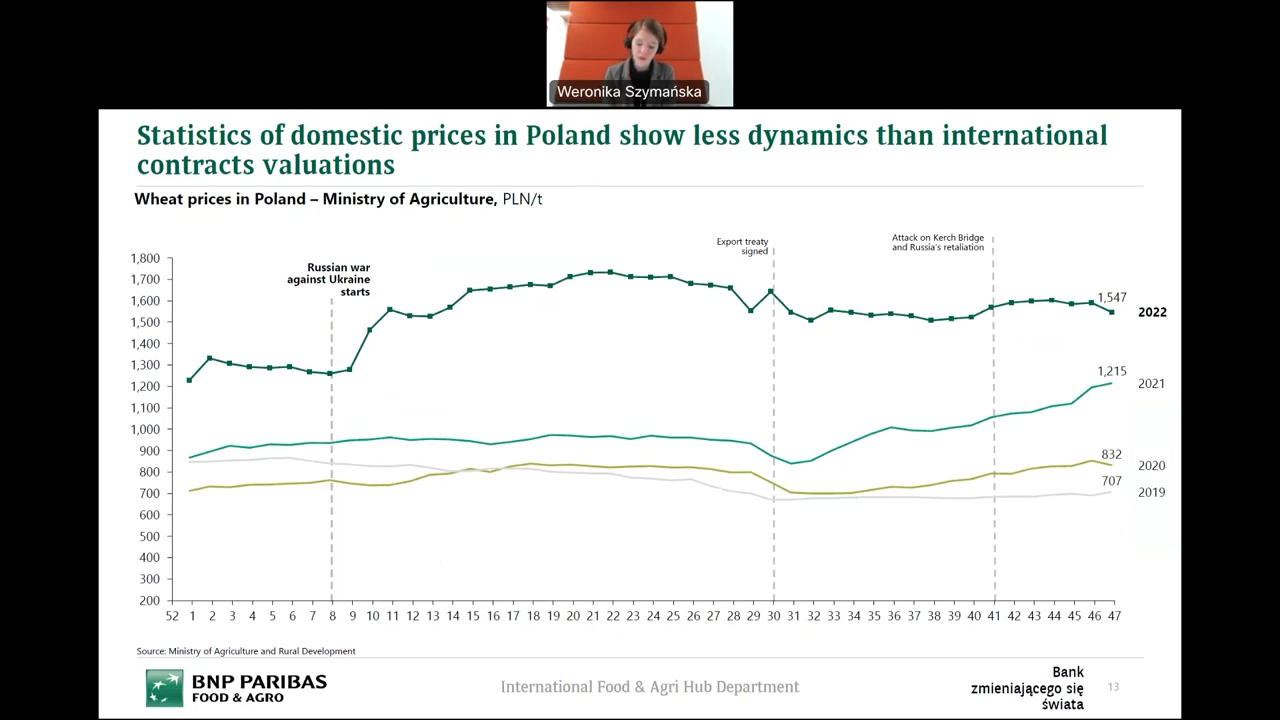 Weronika Szymańska
Statistics of domestic prices in Poland show less dynamics than international
contracts valuations
Wheat prices in Poland – Ministry of Agriculture, PLN/t
Export treaty
signed
Attack on Kerch Bridge
and Russia's retaliation
Russian war
against Ukraine
starts
1,800
1,700
1,600
1,500
1,400
1,300
1,200
1,100
1,000
900
800
700
600
500
400
300
200
1,547
2022
1,215
2021
832
2020
707
2019
52 1 2 3 4 5 6 7 8 9 10 11 12 13 14 15 16 17 18 19 20 21 22 23 24 25 26 27 28 29 30 31 32 33 34 35 36 37 38 39 40 41 42 43 44 45 46 47
Source: Ministry of Agriculture and Rural Development
BNP PARIBAS
FOOD & AGRO
International Food & Agri Hub Department
Bank
zmieniającego się
świata
13